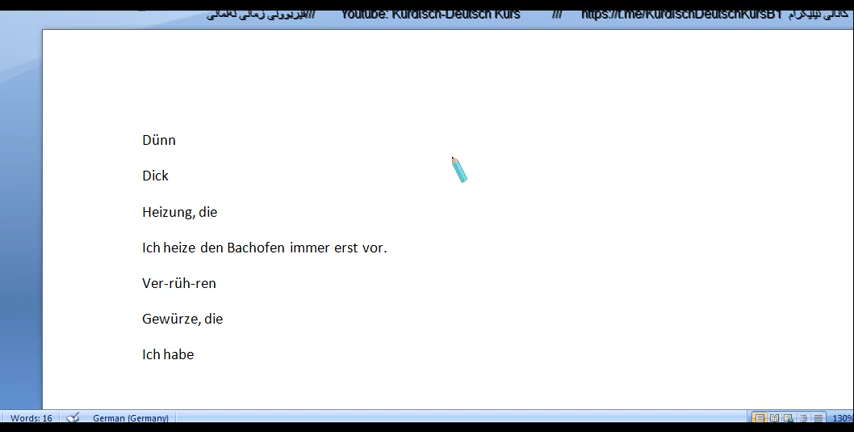 Youtube: Kurdisch-Deutsch Kurs /// https://t.me/KurdischDeutschKursB1
Dünn
Dick
Heizung, die
Ich heize den Bachofen immer erst vor.
Ver-rüh-ren
Gewürze, die
Ich habe
Words: 16 German (Germany) 130%